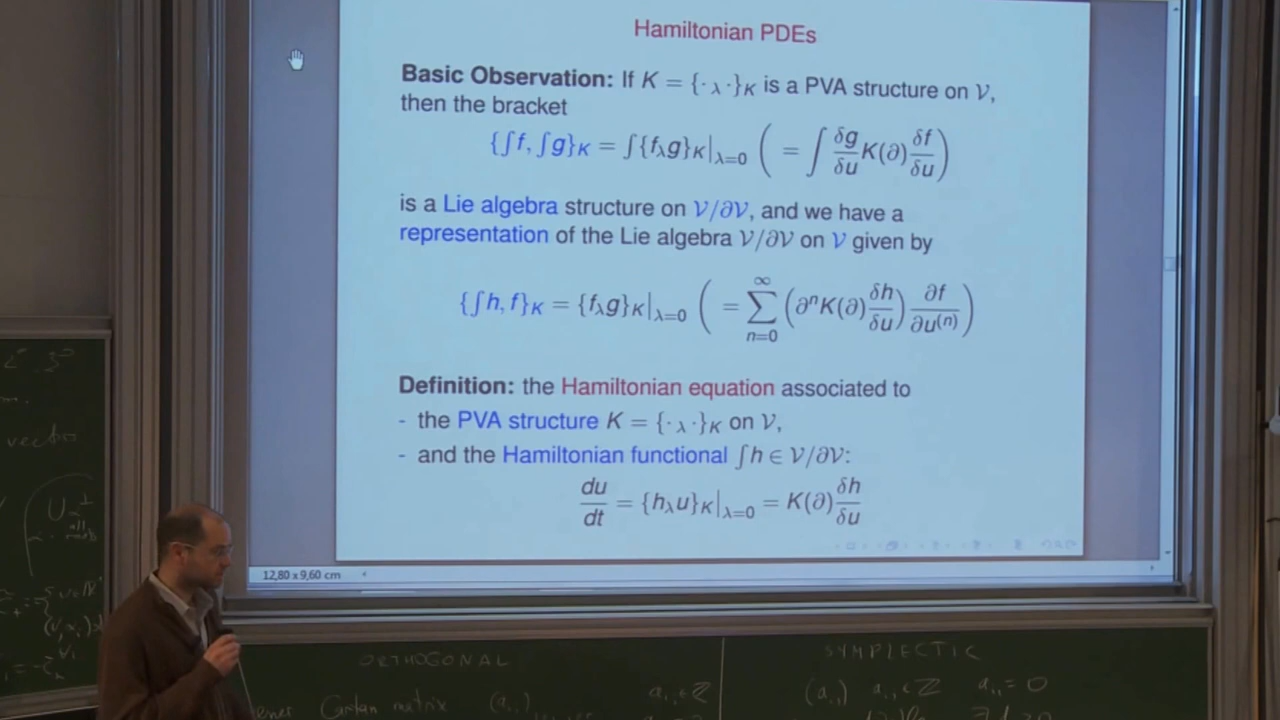 Hamiltonian PDEs
Basic Observation: If K = {· λ ·}K is a PVA structure on 𝒱,
then the bracket
{∫f, ∫g}K = ∫{fλg}K|λ=0 ( = ∫ δg/δu K(∂) δf/δu )
is a Lie algebra structure on 𝒱/∂𝒱, and we have a
representation of the Lie algebra 𝒱/∂𝒱 on 𝒱 given by
{∫h, f}K = {fλg}K|λ=0 ( = ∑_{n=0}^{∞} (∂ⁿK(∂) δh/δu) ∂f/∂u⁽ⁿ⁾ )
Definition: the Hamiltonian equation associated to
- the PVA structure K = {· λ ·}K on 𝒱,
- and the Hamiltonian functional ∫h ∈ 𝒱/∂𝒱:
du/dt = {hλu}K|λ=0 = K(∂) δh/δu
12,80 x 9,60 cm
vecto
ORTHOGONAL
SYMPLECTIC
Cartan matrix (aᵢⱼ)